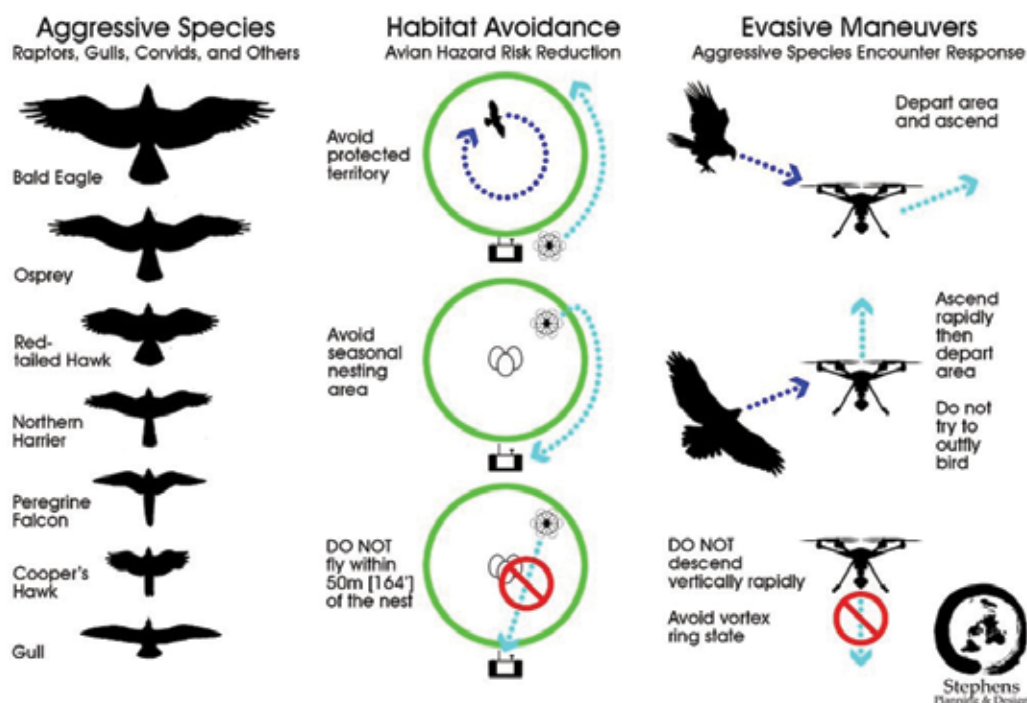 Aggressive Species
Raptors, Gulls, Corvids, and Others
Bald Eagle
Osprey
Red-
tailed Hawk
Northern
Harrier
Peregrine
Falcon
Cooper's
Hawk
Gull
Habitat Avoidance
Avian Hazard Risk Reduction
Avoid
protected
territory
Avoid
seasonal
nesting
area
DO NOT
fly within
50m [164']
of the nest
Evasive Maneuvers
Aggressive Species Encounter Response
Depart area
and ascend
Ascend
rapidly
then
depart
area
Do not
try to
outfly
bird
DO NOT
descend
vertically rapidly
Avoid vortex
ring state
Stephens
Planning & Design